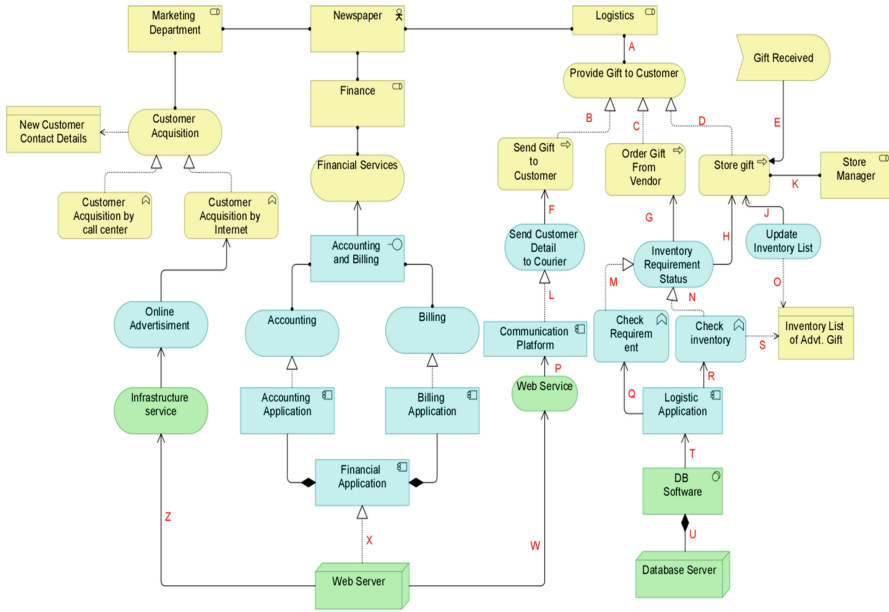 Marketing
Department
Newspaper
Logistics
A
Gift Received
Provide Gift to Customer
Finance
B
C
D
E
New Customer
Contact Details
Customer
Acquisition
Financial Services
Send Gift
to
Customer
Order Gift
From
Vendor
Store gift
Store
Manager
K
Customer
Acquisition by
call center
Customer
Acquisition by
Internet
F
G
H
J
Accounting
and Billing
Send Customer
Detail
to Courier
Inventory
Requirement
Status
Update
Inventory List
M
N
O
L
Online
Advertisiment
Accounting
Billing
Communication
Platform
Check
Requirem
ent
Check
inventory
S
Inventory List
of Advt. Gift
P
Infrastructure
service
Accounting
Application
Billing
Application
Web Service
Q
R
Logistic
Application
T
Financial
Application
DB
Software
Z
X
W
U
Web Server
Database Server